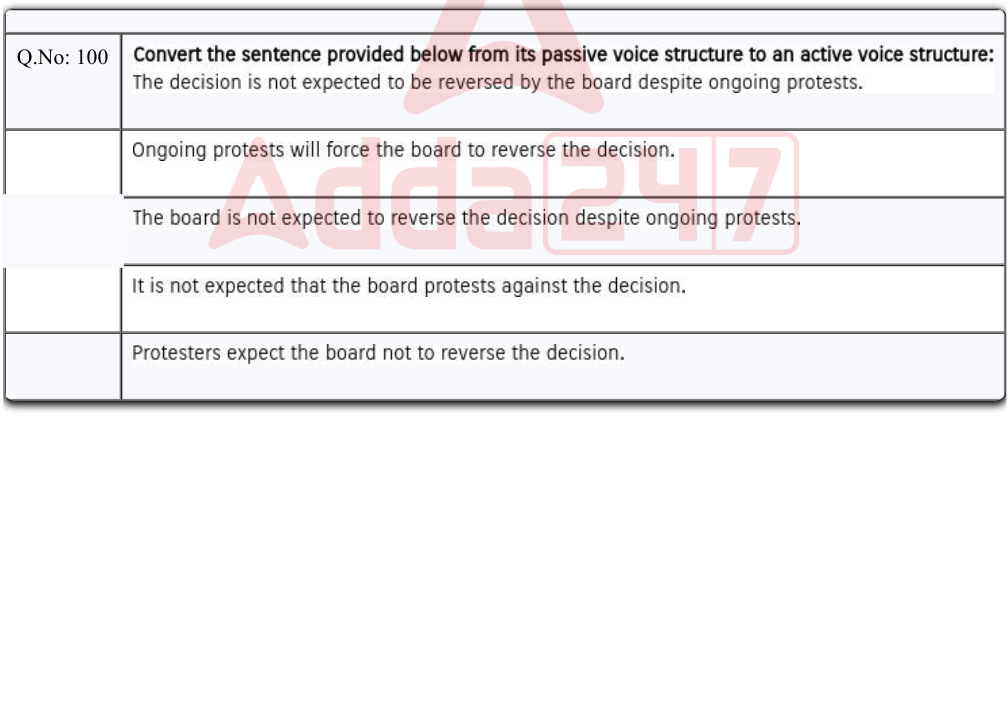 Q.No: 100
Convert the sentence provided below from its passive voice structure to an active voice structure:
The decision is not expected to be reversed by the board despite ongoing protests.
Ongoing protests will force the board to reverse the decision.
The board is not expected to reverse the decision despite ongoing protests.
It is not expected that the board protests against the decision.
Protesters expect the board not to reverse the decision.
Adda247